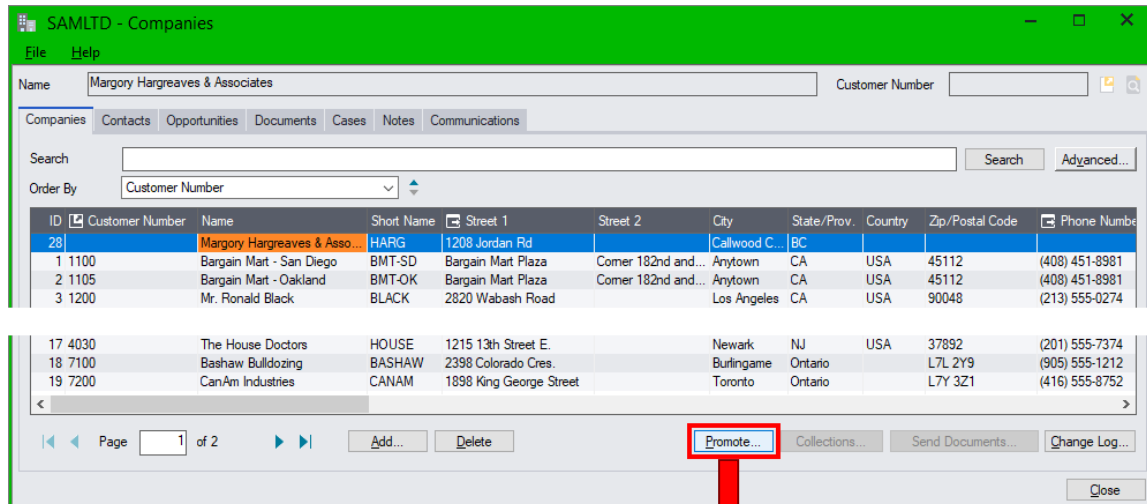 SAMLTD - Companies
File Help
Name Margory Hargreaves & Associates Customer Number
Companies Contacts Opportunities Documents Cases Notes Communications
Search Search Advanced...
Order By Customer Number
ID Customer Number Name Short Name Street 1 Street 2 City State/Prov. Country Zip/Postal Code Phone Numbe
28 Margory Hargreaves & Asso... HARG 1208 Jordan Rd Callwood C... BC
1 1100 Bargain Mart - San Diego BMT-SD Bargain Mart Plaza Corner 182nd and... Anytown CA USA 45112 (408) 451-8981
2 1105 Bargain Mart - Oakland BMT-OK Bargain Mart Plaza Corner 182nd and... Anytown CA USA 45112 (408) 451-8981
3 1200 Mr. Ronald Black BLACK 2820 Wabash Road Los Angeles CA USA 90048 (213) 555-0274
17 4030 The House Doctors HOUSE 1215 13th Street E. Newark NJ USA 37892 (201) 555-7374
18 7100 Bashaw Bulldozing BASHAW 2398 Colorado Cres. Burlingame Ontario L7L 2Y9 (905) 555-1212
19 7200 CanAm Industries CANAM 1898 King George Street Toronto Ontario L7Y 3Z1 (416) 555-8752
Page 1 of 2 Add... Delete Promote... Collections... Send Documents... Change Log...
Close